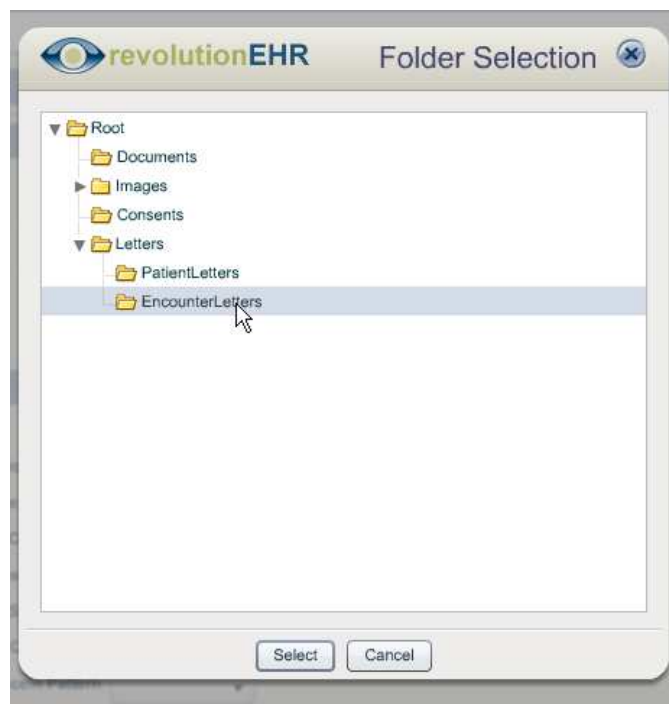 revolutionEHR Folder Selection
Root
Documents
Images
Consents
Letters
PatientLetters
EncounterLetters
Select Cancel